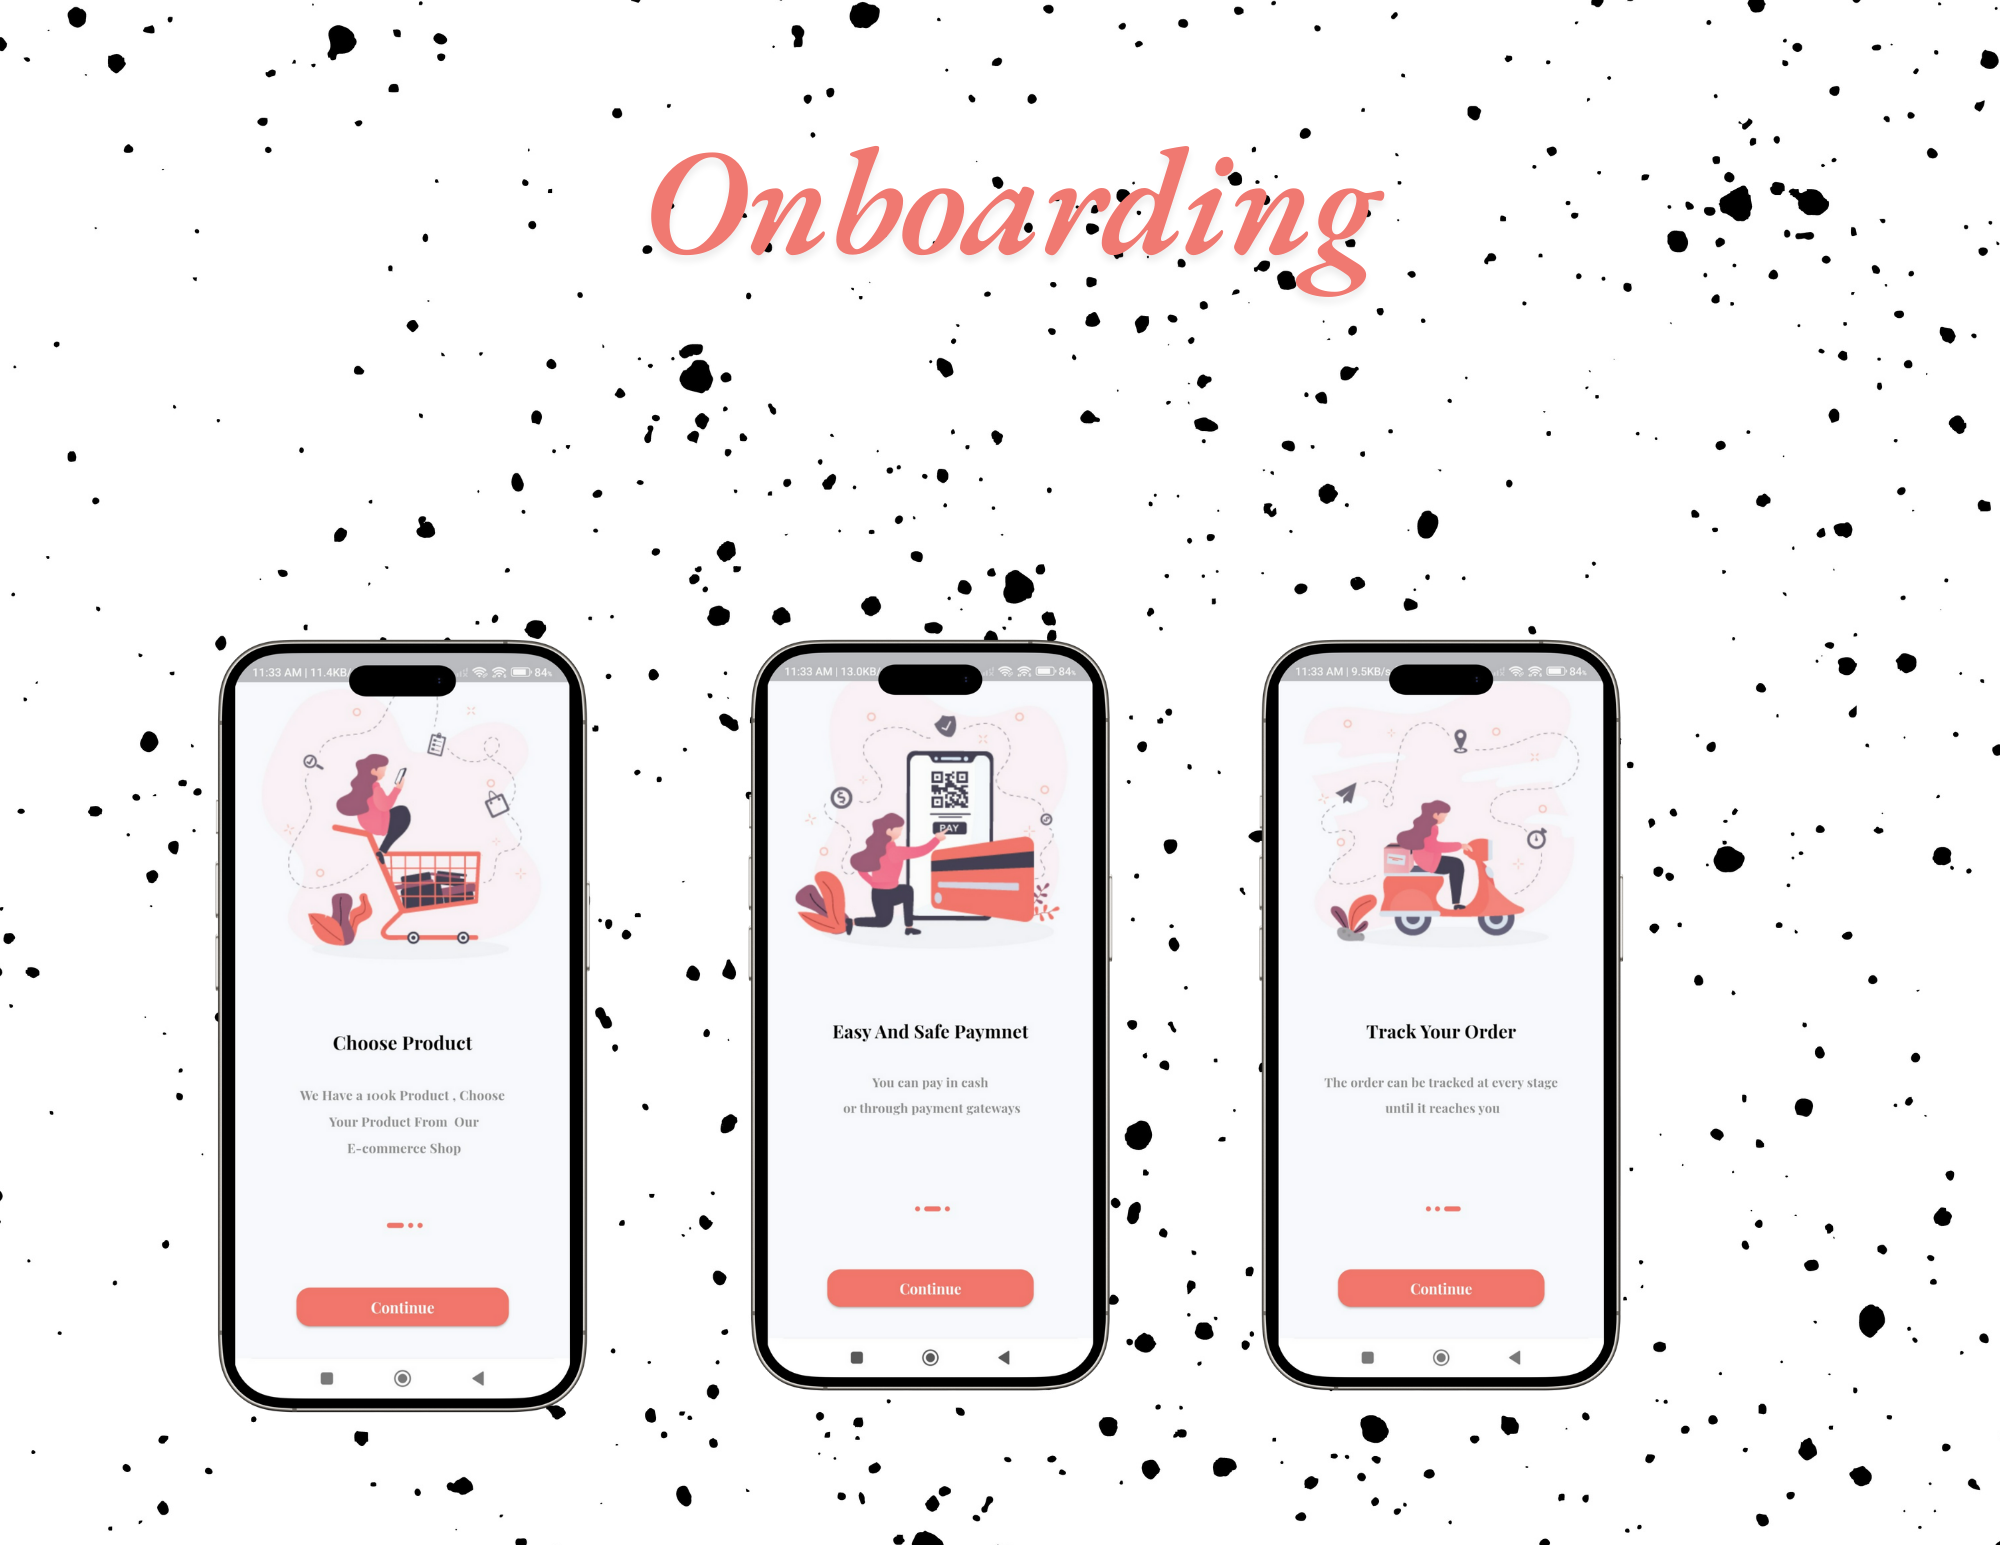 Onboarding
11:33 AM | 11.4KB/
84
Choose Product
We Have a 100k Product , Choose
Your Product From Our
E-commerce Shop
Continue
11:33 AM | 13.0KB/
84
PAY
Easy And Safe Paymnet
You can pay in cash
or through payment gateways
Continue
11:33 AM | 9.5KB/s
84
Track Your Order
The order can be tracked at every stage
until it reaches you
Continue